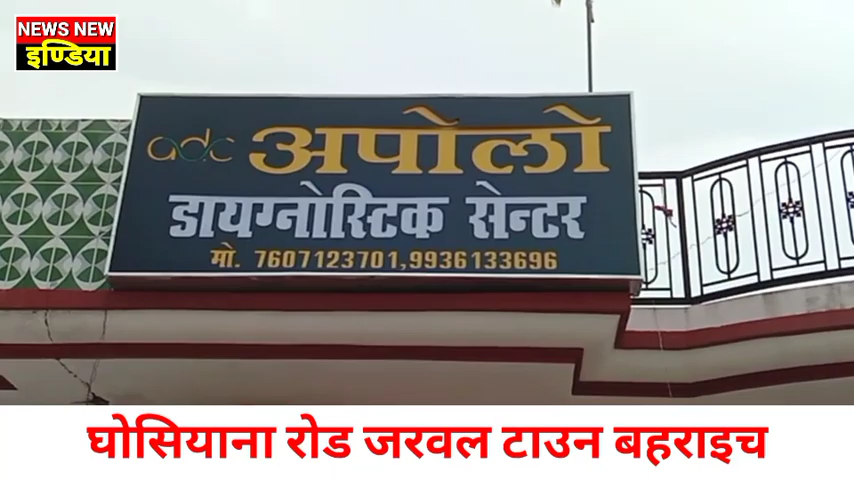 NEWS NEW
इण्डिया
adc अपोलो
डायग्नोस्टिक सेन्टर
मो. 7607123701,9936133696
घोसियाना रोड जरवल टाउन बहराइच